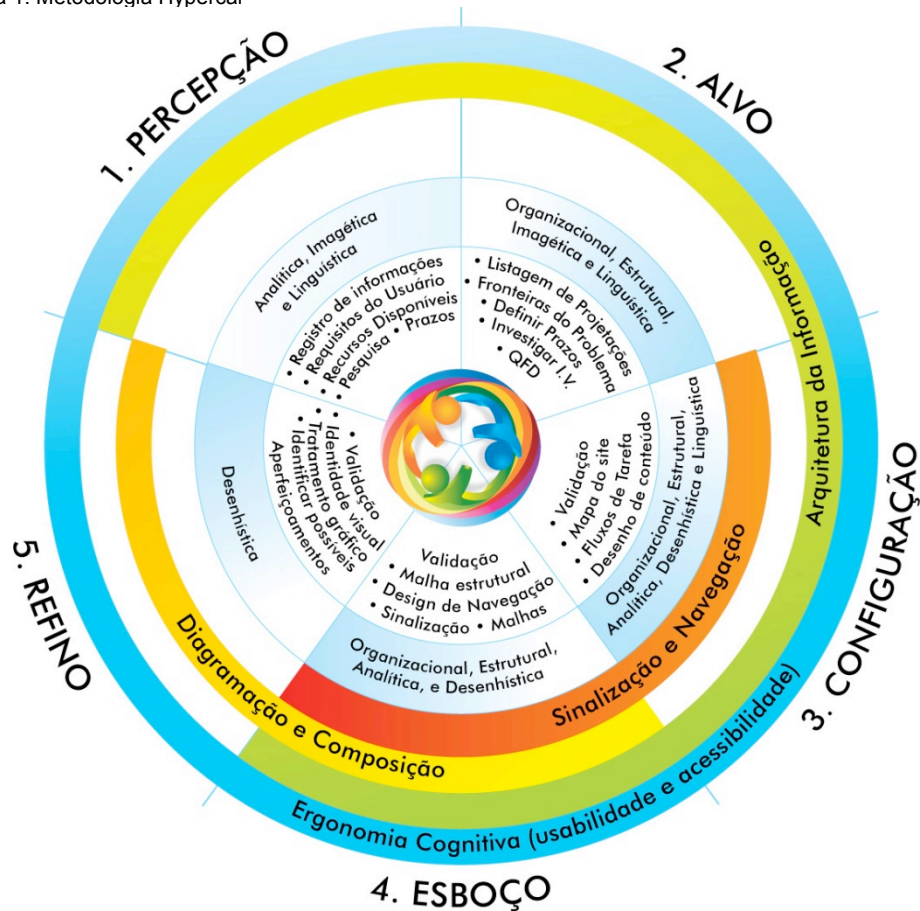 1. Metodologia Hypercal
1. PERCEPÇÃO
2. ALVO
3. CONFIGURAÇÃO
4. ESBOÇO
5. REFINO
Arquitetura da Informação
Ergonomia Cognitiva (usabilidade e acessibilidade)
Sinalização e Navegação
Diagramação e Composição
Analítica, Imagética
e Linguística
• Registro de informações
• Requisitos do Usuário
• Recursos Disponíveis
• Pesquisa • Prazos
Organizacional, Estrutural,
Imagética e Linguística
• Listagem de Projetações
• Fronteiras do Problema
• Definir Prazos
• Investigar I.V.
• QFD
Organizacional, Estrutural,
Analítica, Desenhística e Linguística
• Validação
• Mapa do site
• Fluxos de Tarefa
• Desenho de conteúdo
Validação
• Malha estrutural
• Design de Navegação
• Sinalização • Malhas
Organizacional, Estrutural,
Analítica, e Desenhística
Desenhística
• Validação
• Identidade visual
• Tratamento gráfico
• Identificar possíveis
Aperfeiçoamentos